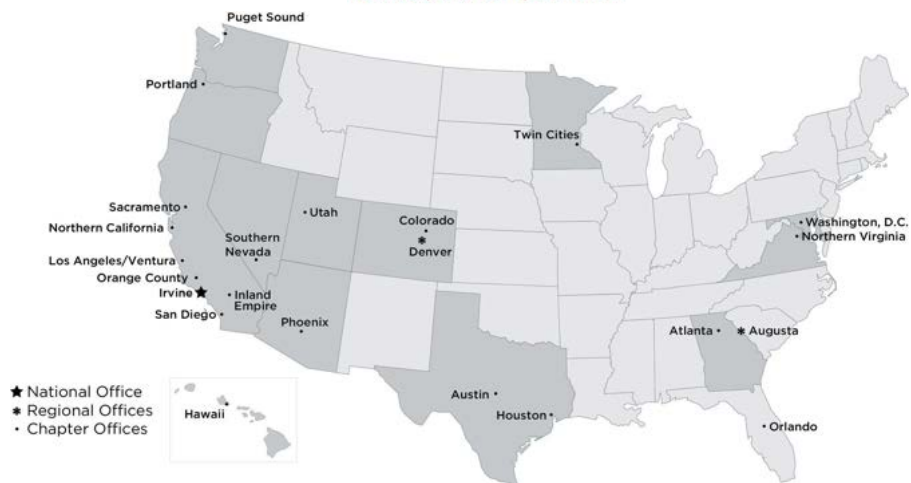 Puget Sound
Portland
Twin Cities
Sacramento
Utah
Colorado
Washington, D.C.
Northern California
Northern Virginia
Southern
Nevada
Denver
Los Angeles/Ventura
Orange County
Irvine
Inland
Empire
San Diego
Phoenix
Atlanta
Augusta
National Office
Regional Offices
Chapter Offices
Hawaii
Austin
Houston
Orlando